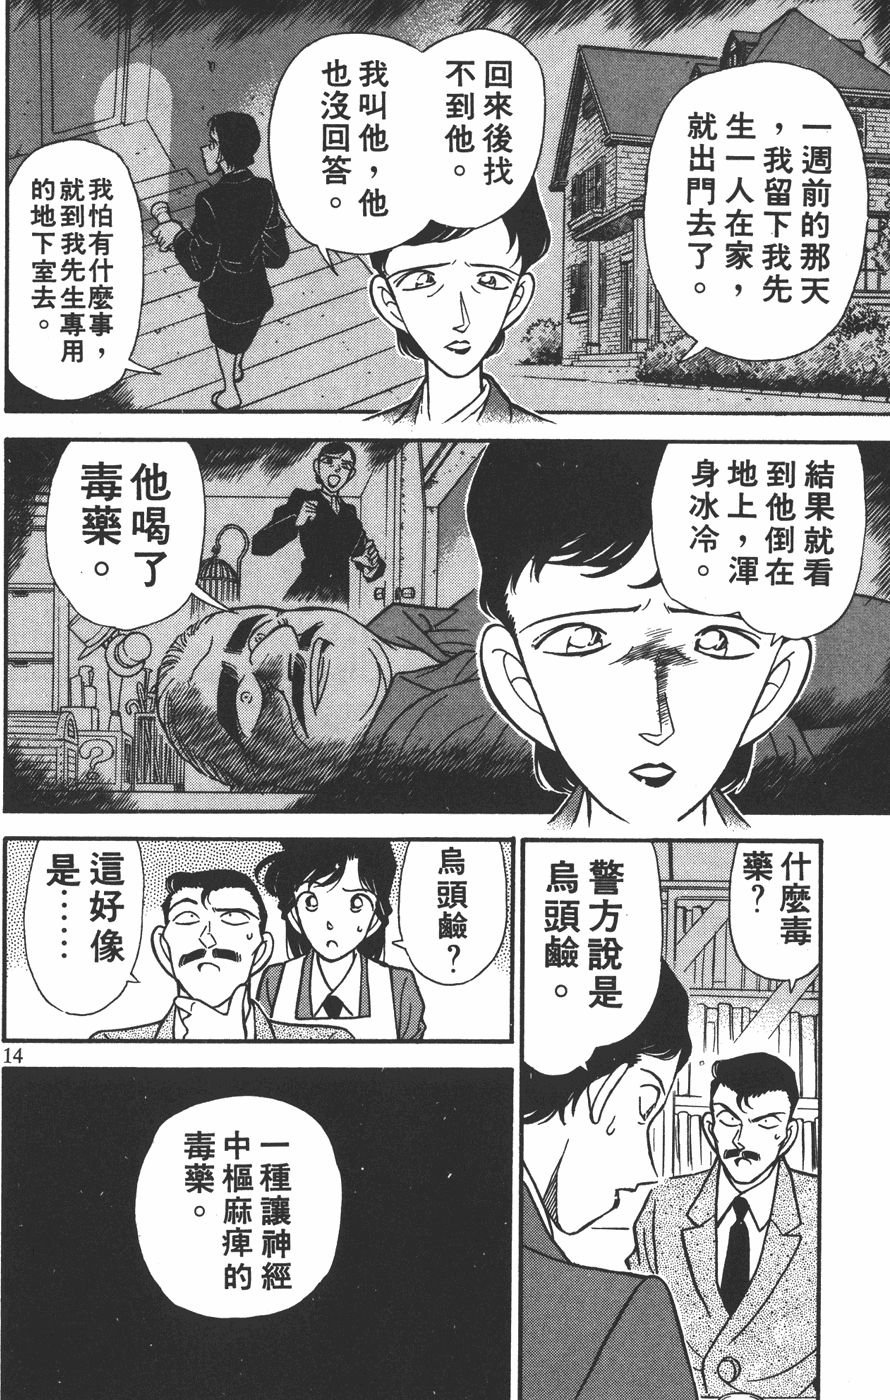 一週前的那天
，我留下我先
生一人在家，
就出門去了。
回來後找
不到他。
我叫他，他
也沒回答。
我怕有什麼事，
就到我先生專用
的地下室去。
結果就看
到他倒在
地上，渾
身冰冷。
他喝了
毒藥。
?
什麼毒
藥?
警方說是
烏頭鹼。
烏頭鹼?
這好像
是……
14
一種讓神經
中樞麻痺的
毒藥。